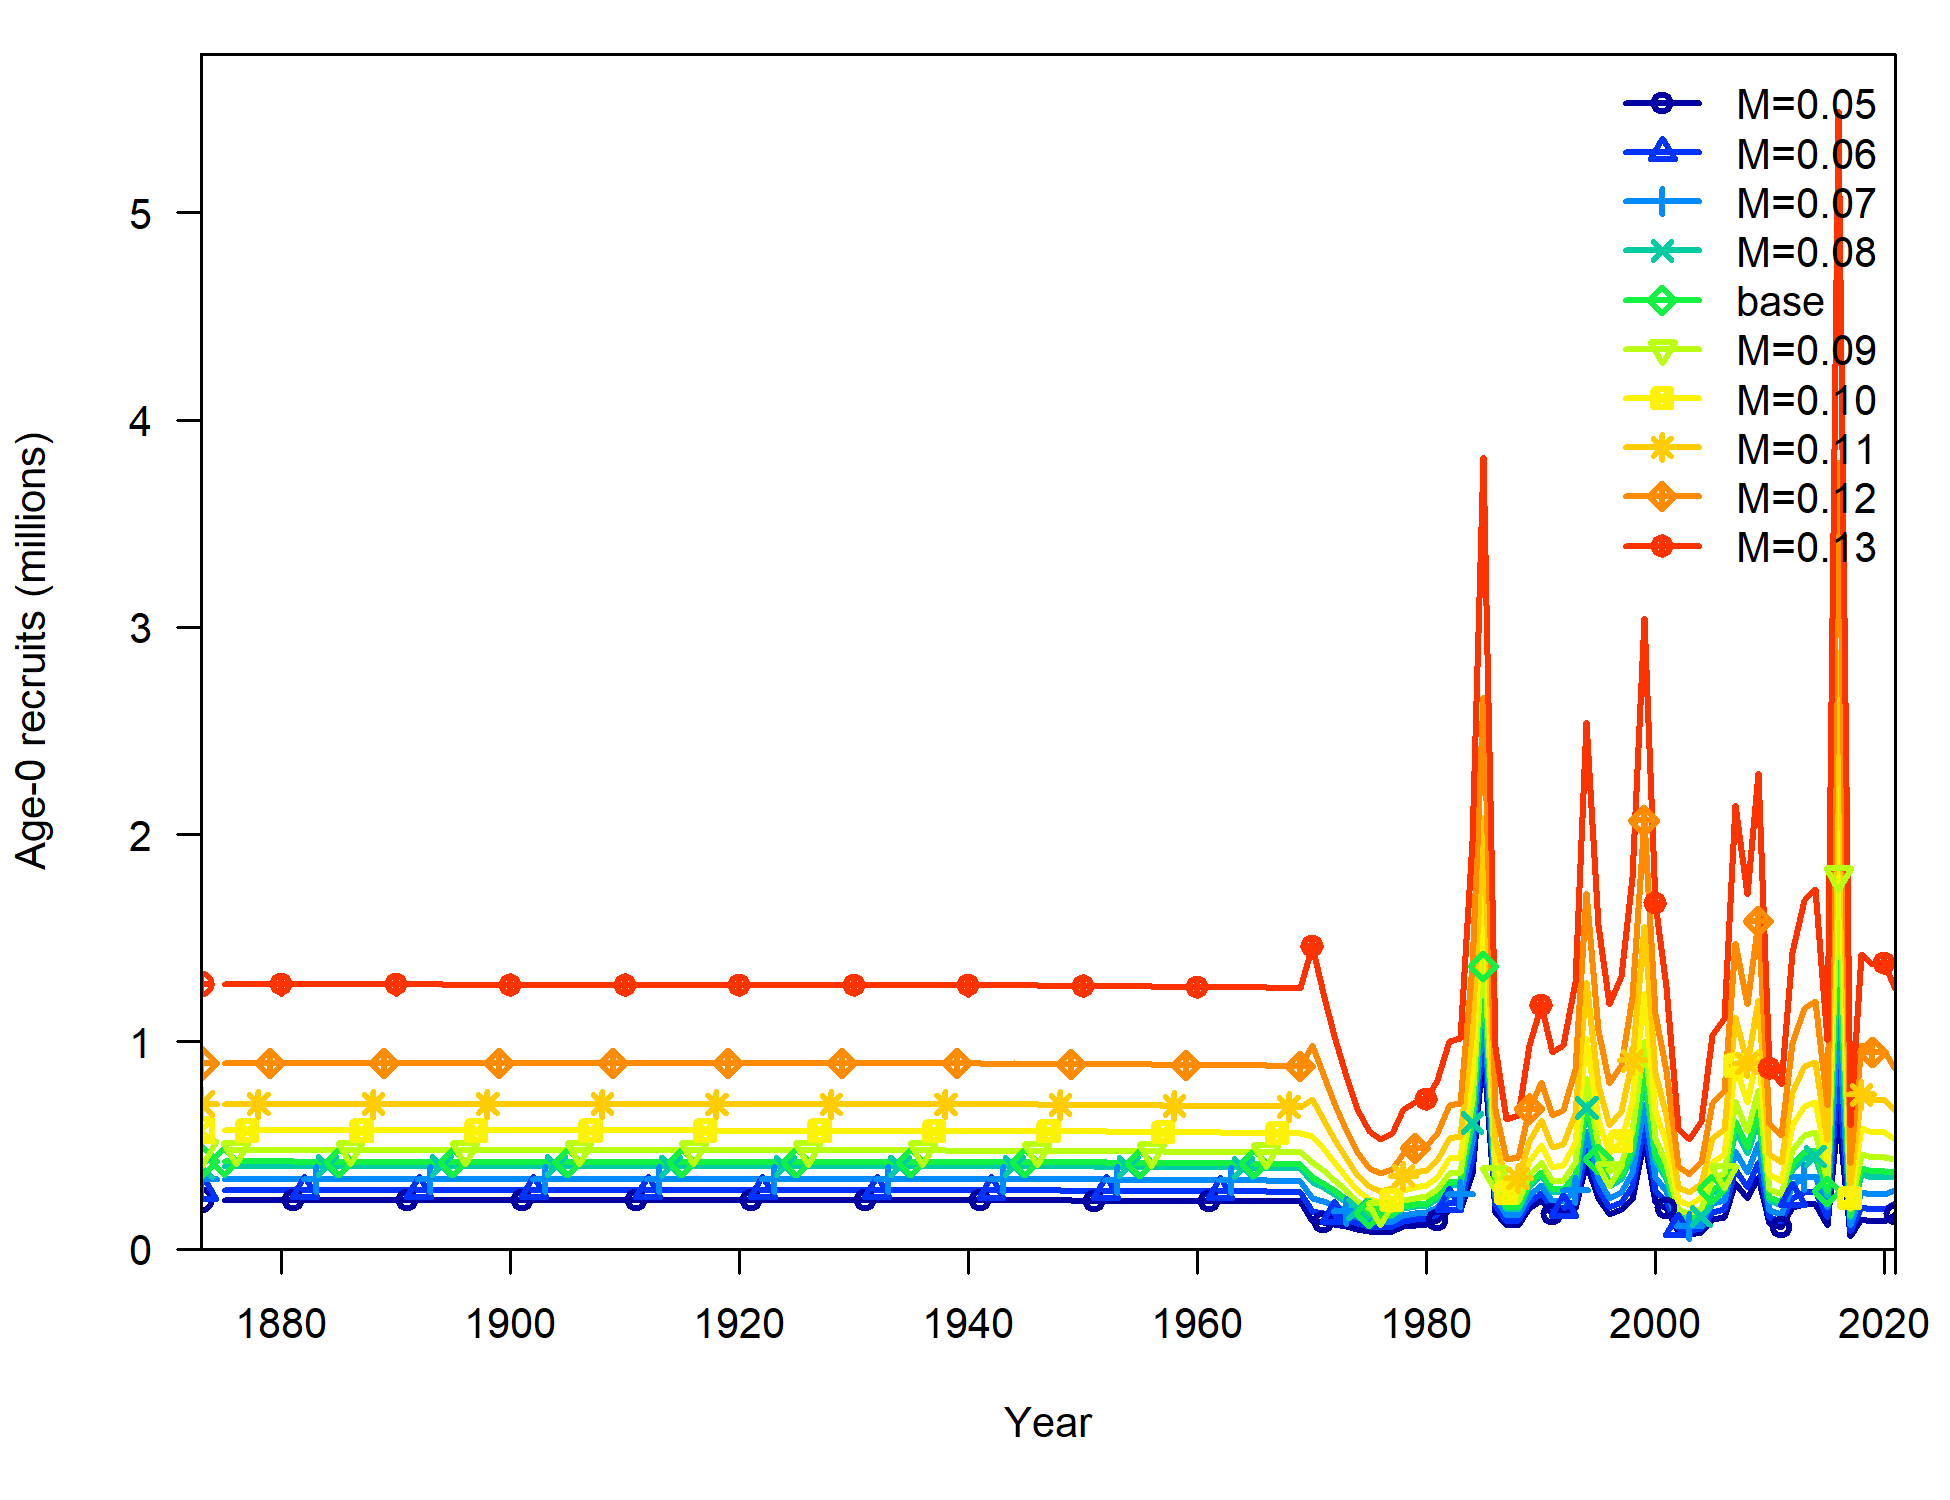 M=0.05
M=0.06
M=0.07
M=0.08
base
M=0.09
M=0.10
M=0.11
M=0.12
M=0.13
5
4
3
2
1
0
Age-0 recruits (millions)
1880 1900 1920 1940 1960 1980 2000 2020
Year